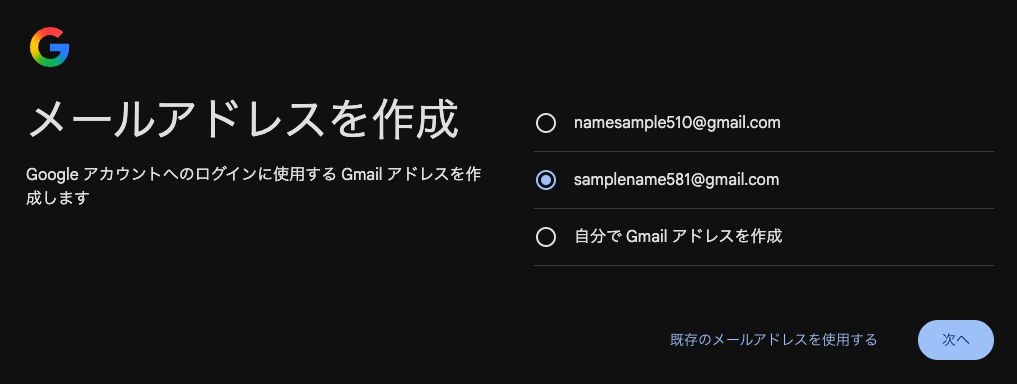 メールアドレスを作成
Google アカウントへのログインに使用する Gmail アドレスを作
成します
namesample510@gmail.com
samplename581@gmail.com
自分で Gmail アドレスを作成
既存のメールアドレスを使用する
次へ